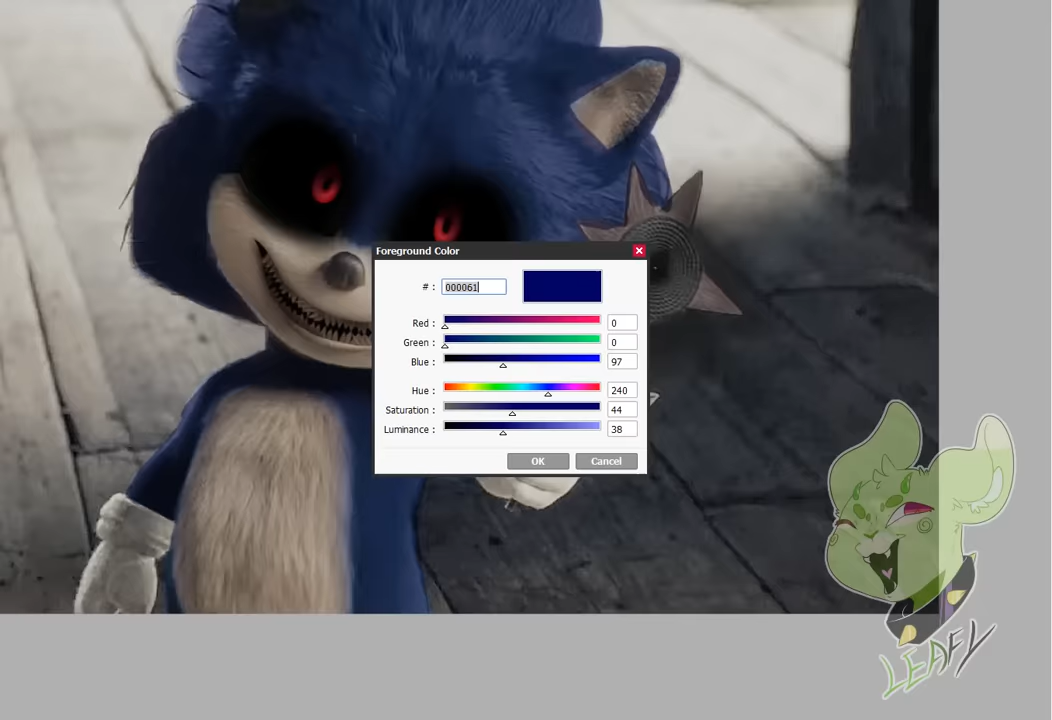 Foreground Color
# : 000061
Red : 0
Green : 0
Blue : 97
Hue : 240
Saturation : 44
Luminance : 38
OK Cancel
LEAFY